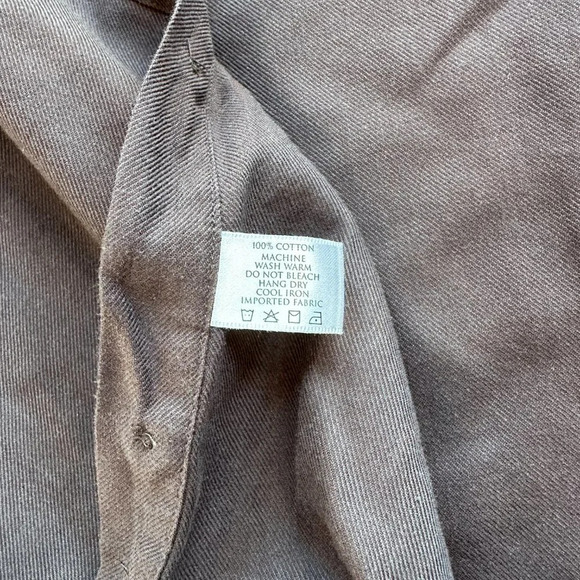 100% COTTON
MACHINE
WASH WARM
DO NOT BLEACH
HANG DRY
COOL IRON
IMPORTED FABRIC